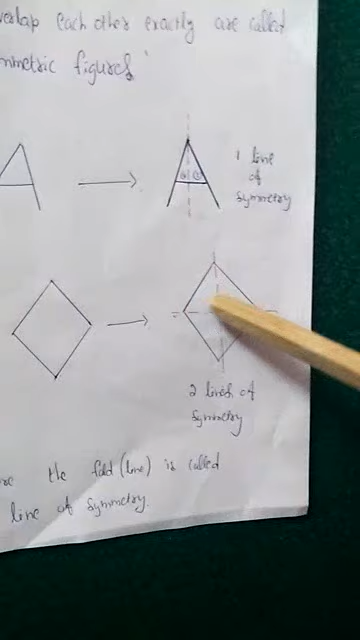 overlap each other exactly are called
mmetric figures.
A
A
1 line
of
symmetry
2 lines of
symmetry
the fold (line) is called
line of symmetry.